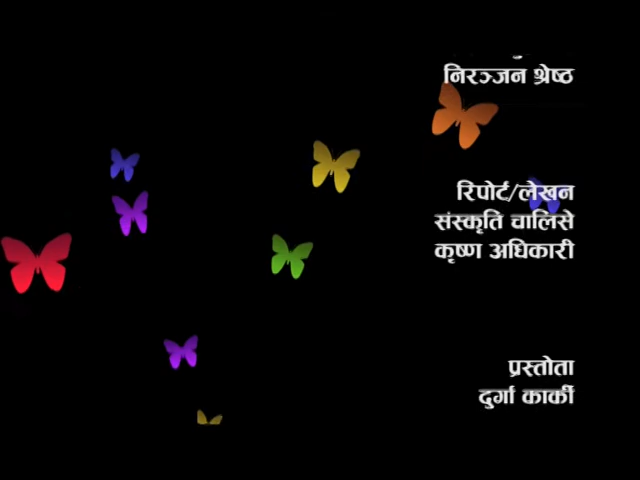 निरञ्जन श्रेष्ठ
रिपोर्ट/लेखन
संस्कृति चालिसे
कृष्ण अधिकारी
प्रस्तोता
दुर्गा कार्की